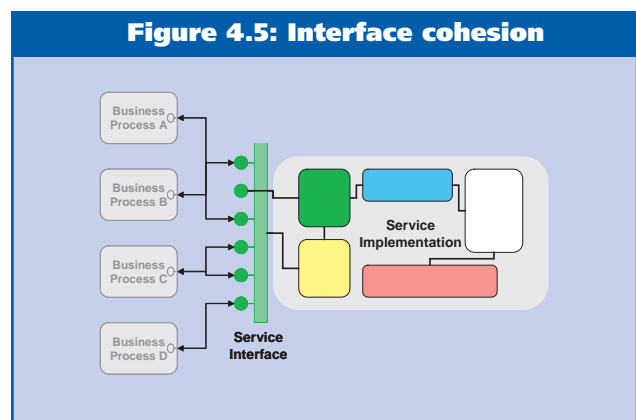 Figure 4.5: Interface cohesion
Business
Process A
Business
Process B
Business
Process C
Business
Process D
Service
Implementation
Service
Interface